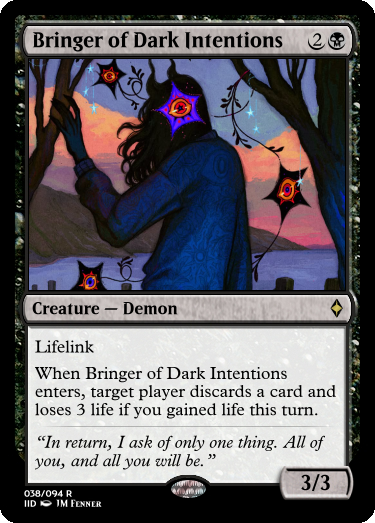 Bringer of Dark Intentions 2
Creature — Demon
Lifelink
When Bringer of Dark Intentions
enters, target player discards a card and
loses 3 life if you gained life this turn.
“In return, I ask of only one thing. All of
you, and all you will be.”
3/3
038/094 R
IID JM Fenner